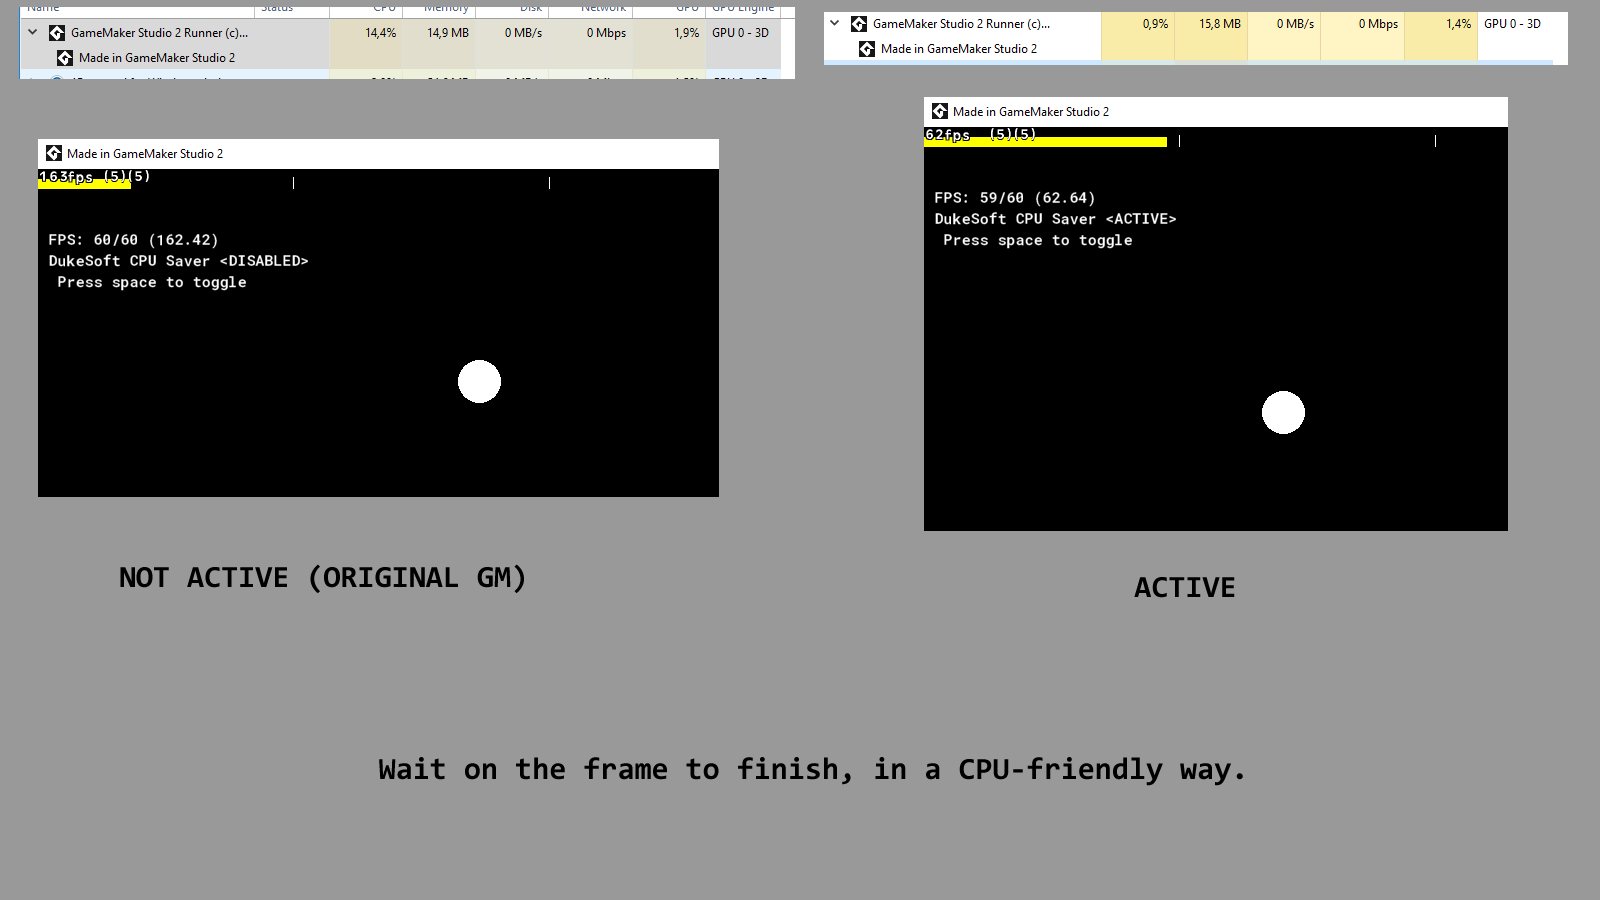 Name Status CPU Memory Disk Network GPU GPU Engine
GameMaker Studio 2 Runner (c)... 14,4% 14,9 MB 0 MB/s 0 Mbps 1,9% GPU 0 - 3D
Made in GameMaker Studio 2
GameMaker Studio 2 Runner (c)... 0,9% 15,8 MB 0 MB/s 0 Mbps 1,4% GPU 0 - 3D
Made in GameMaker Studio 2
Made in GameMaker Studio 2
163fps (5)(5)
FPS: 60/60 (162.42)
DukeSoft CPU Saver <DISABLED>
Press space to toggle
Made in GameMaker Studio 2
62fps (5)(5)
FPS: 59/60 (62.64)
DukeSoft CPU Saver <ACTIVE>
Press space to toggle
NOT ACTIVE (ORIGINAL GM)
ACTIVE
Wait on the frame to finish, in a CPU-friendly way.